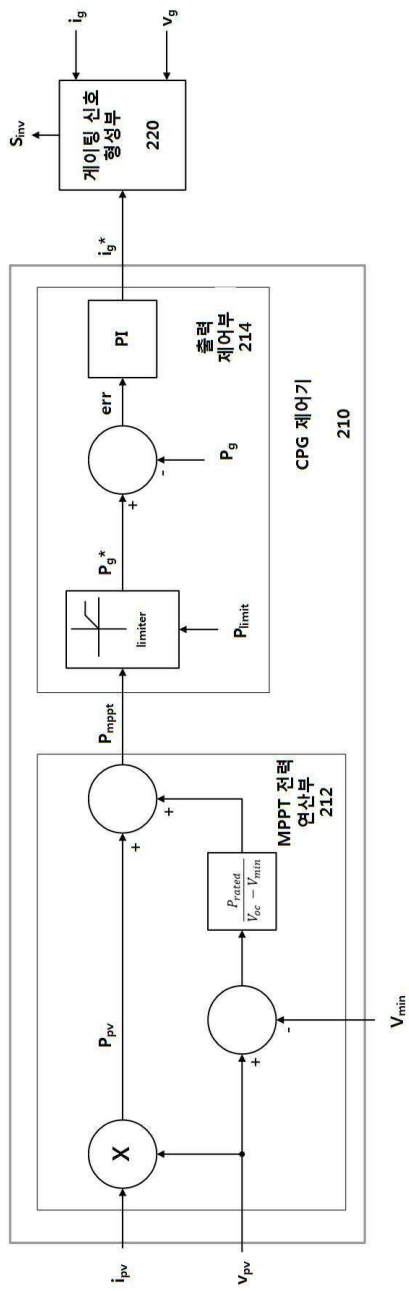 i_pv
v_pv
X
P_pv
+
-
V_min
P_rated
V_oc - V_min
+
+
MPPT 전력
연산부
212
P_mppt
limiter
P_limit
P_g*
+
-
P_g
err
PI
출력
제어부
214
CPG 제어기
210
i_g*
게이팅 신호
형성부
220
S_inv
i_g
v_g